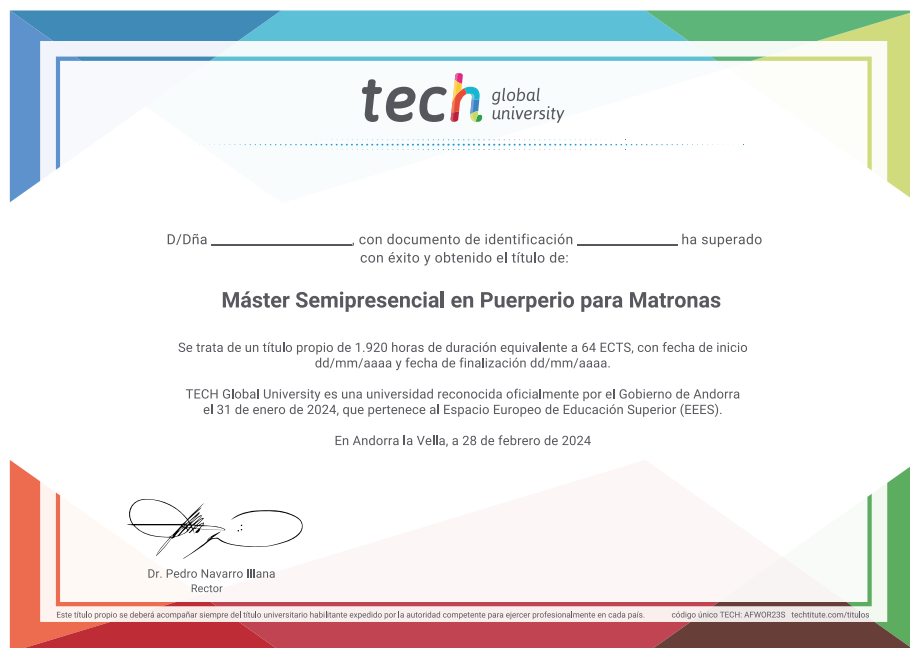 tech global university
D/Dña ____________, con documento de identificación ____________ ha superado
con éxito y obtenido el título de:
Máster Semipresencial en Puerperio para Matronas
Se trata de un título propio de 1.920 horas de duración equivalente a 64 ECTS, con fecha de inicio
dd/mm/aaaa y fecha de finalización dd/mm/aaaa.
TECH Global University es una universidad reconocida oficialmente por el Gobierno de Andorra
el 31 de enero de 2024, que pertenece al Espacio Europeo de Educación Superior (EEES).
En Andorra la Vella, a 28 de febrero de 2024
Dr. Pedro Navarro Illana
Rector
Este título propio se deberá acompañar siempre del título universitario habilitante expedido por la autoridad competente para ejercer profesionalmente en cada país. código único TECH: AFWOR23S techtitute.com/titulos